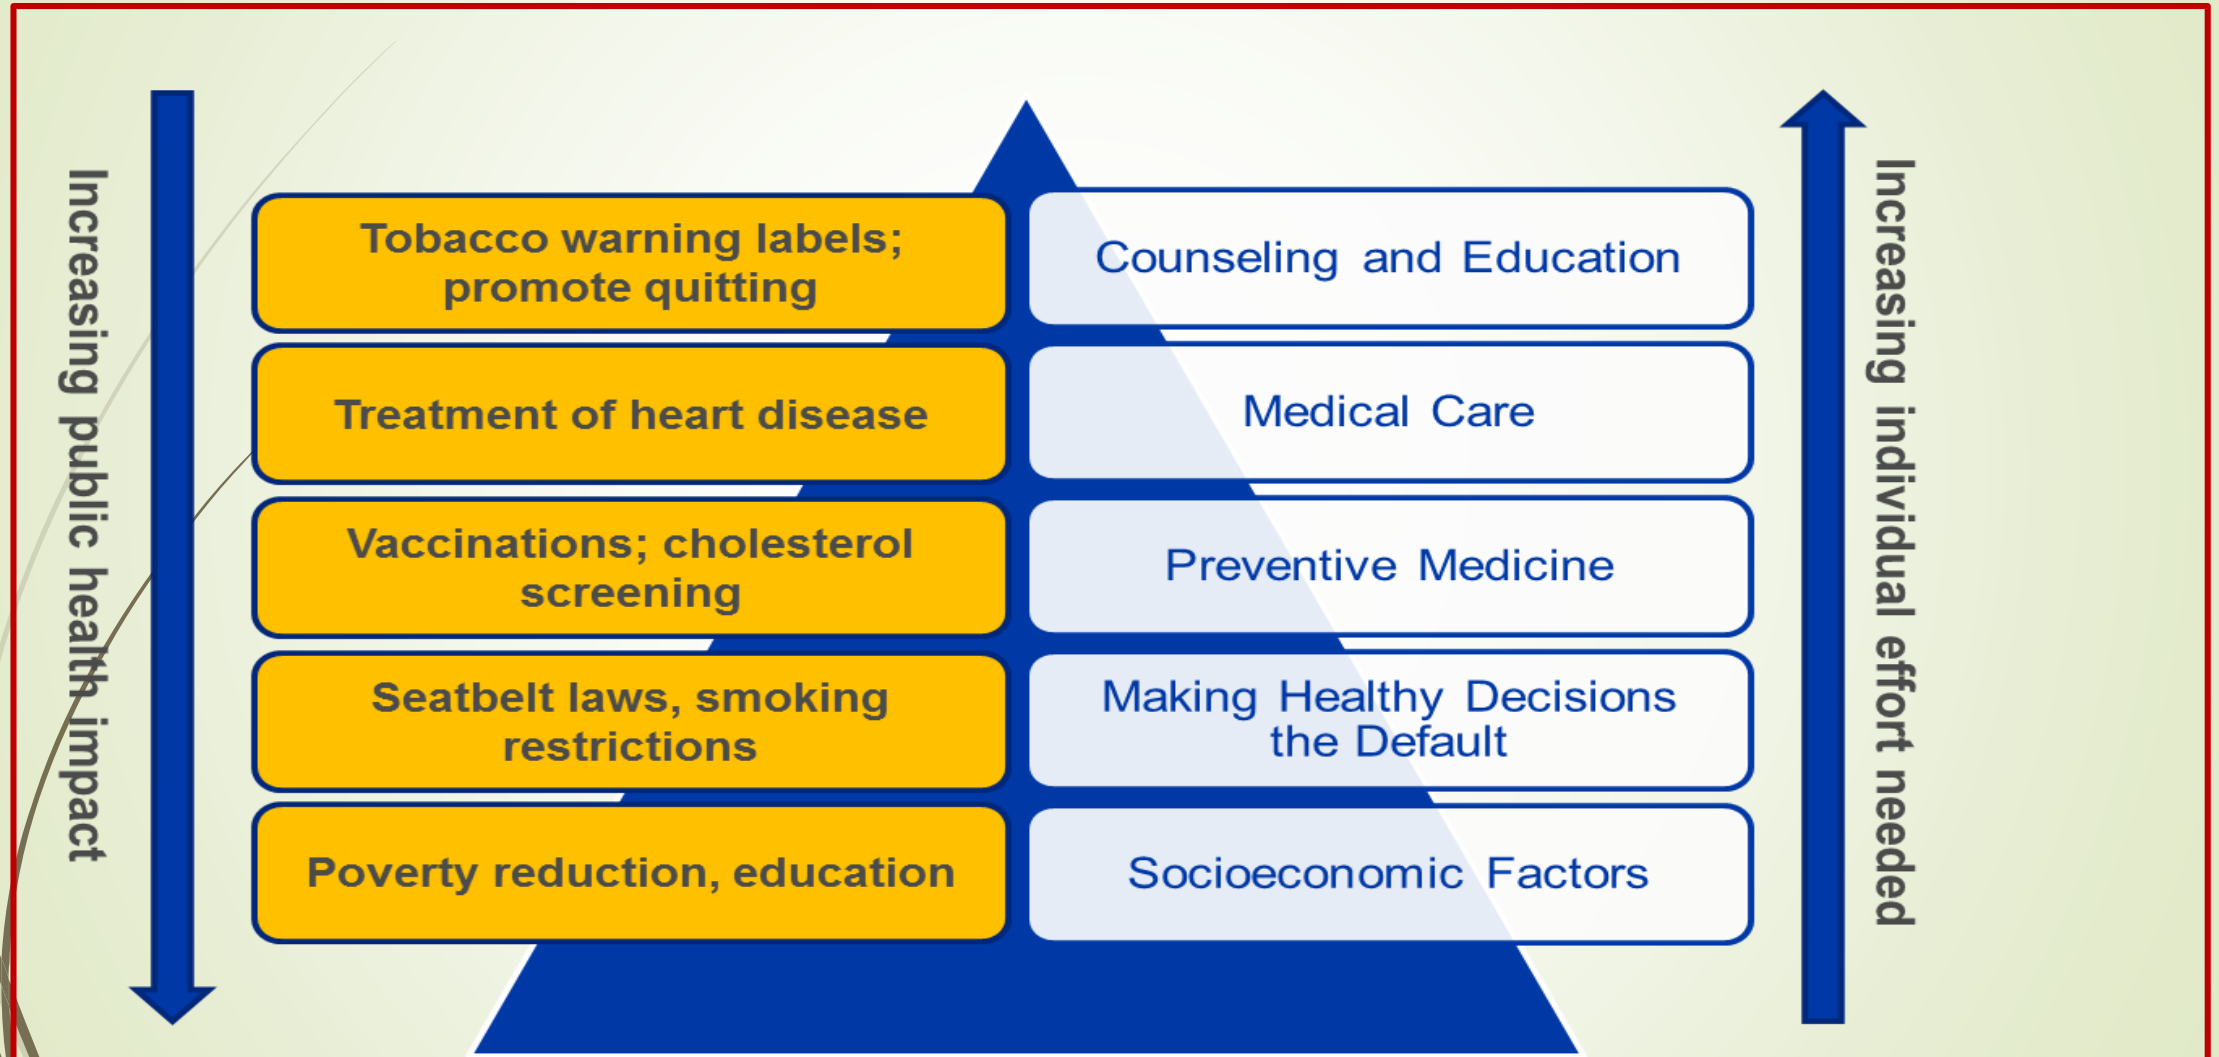 Increasing public health impact
Tobacco warning labels;
promote quitting
Counseling and Education
Treatment of heart disease
Medical Care
Vaccinations; cholesterol
screening
Preventive Medicine
Seatbelt laws, smoking
restrictions
Making Healthy Decisions
the Default
Poverty reduction, education
Socioeconomic Factors
Increasing individual effort needed